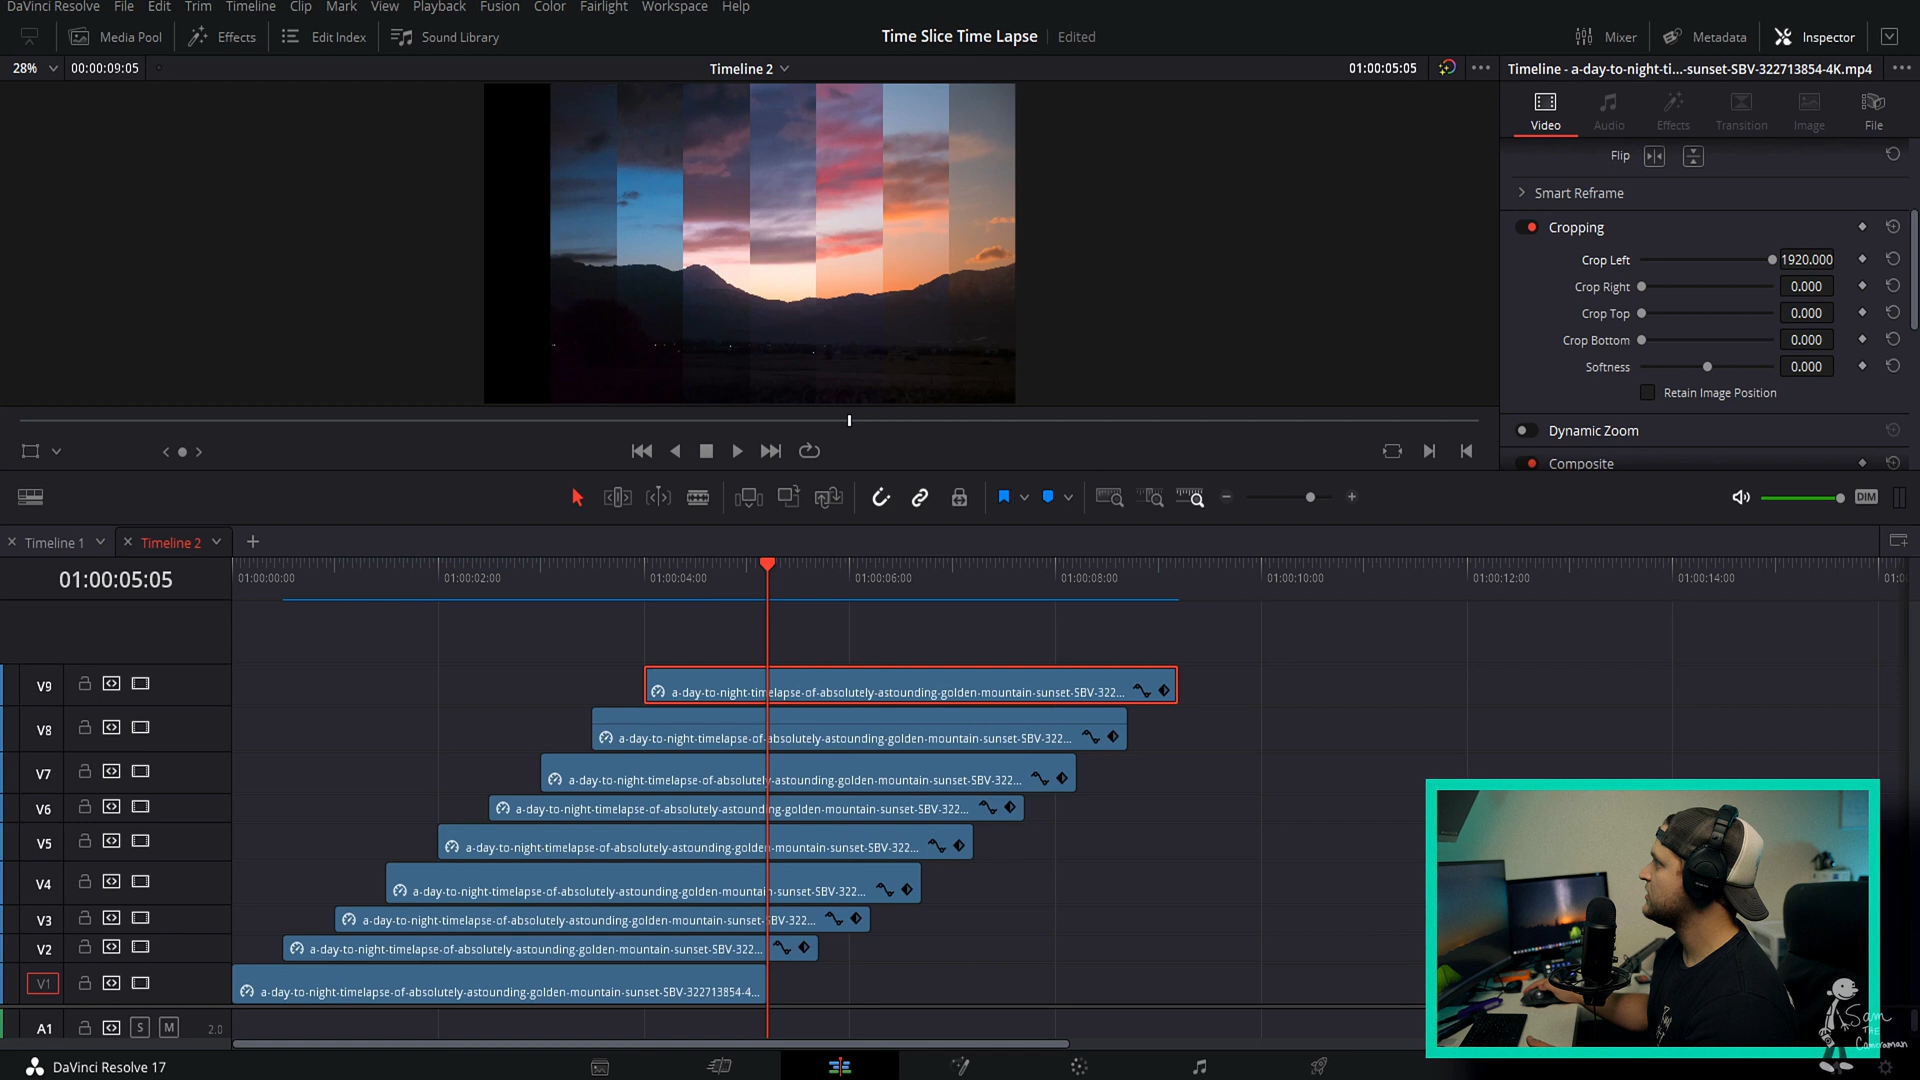 DaVinci Resolve File Edit Trim Timeline Clip Mark View Playback Fusion Color Fairlight Workspace Help
Media Pool Effects Edit Index Sound Library Time Slice Time Lapse Edited Mixer Metadata Inspector
28% 00:00:09:05 Timeline 2 01:00:05:05 Timeline - a-day-to-night-ti...-sunset-SBV-322713854-4K.mp4
Video Audio Effects Transition Image File
Flip
Smart Reframe
Cropping
Crop Left 1920.000
Crop Right 0.000
Crop Top 0.000
Crop Bottom 0.000
Softness 0.000
Retain Image Position
Dynamic Zoom
Composite
DIM
Timeline 1 Timeline 2
01:00:05:05 01:00:00:00 01:00:02:00 01:00:04:00 01:00:06:00 01:00:08:00 01:00:10:00 01:00:12:00 01:00:14:00 01:0
V9 a-day-to-night-timelapse-of-absolutely-astounding-golden-mountain-sunset-SBV-322...
V8 a-day-to-night-timelapse-of-absolutely-astounding-golden-mountain-sunset-SBV-322...
V7 a-day-to-night-timelapse-of-absolutely-astounding-golden-mountain-sunset-SBV-322...
V6 a-day-to-night-timelapse-of-absolutely-astounding-golden-mountain-sunset-SBV-322...
V5 a-day-to-night-timelapse-of-absolutely-astounding-golden-mountain-sunset-SBV-322...
V4 a-day-to-night-timelapse-of-absolutely-astounding-golden-mountain-sunset-SBV-322...
V3 a-day-to-night-timelapse-of-absolutely-astounding-golden-mountain-sunset-SBV-322...
V2 a-day-to-night-timelapse-of-absolutely-astounding-golden-mountain-sunset-SBV-322...
V1 a-day-to-night-timelapse-of-absolutely-astounding-golden-mountain-sunset-SBV-322713854-4...
A1 S M 2.0
Sam
THE
Cameraman
DaVinci Resolve 17